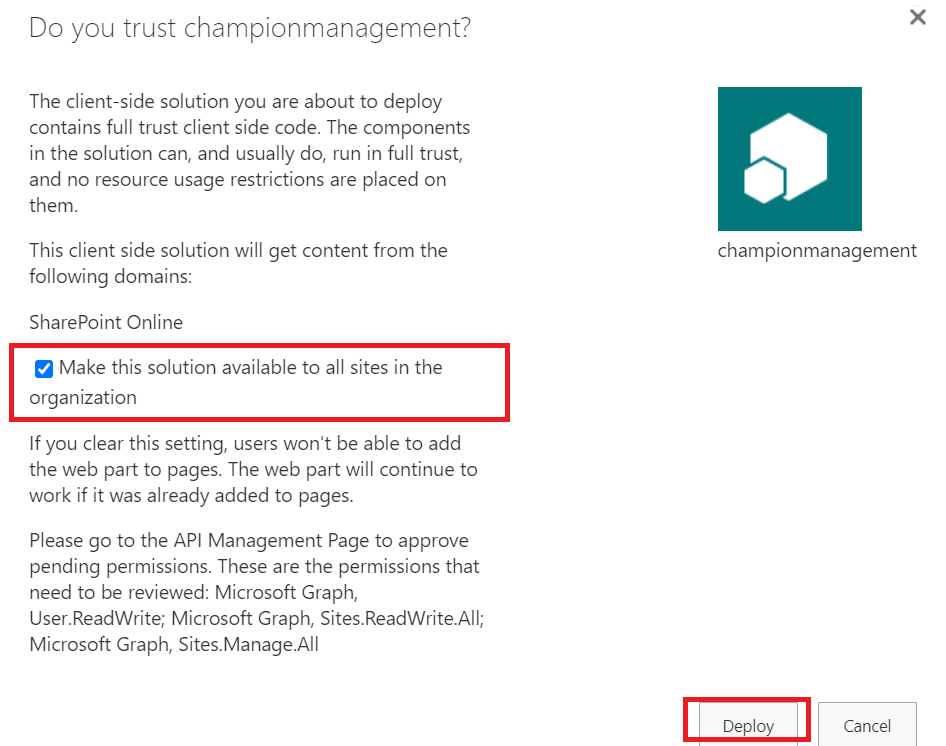 Do you trust championmanagement?
The client-side solution you are about to deploy
contains full trust client side code. The components
in the solution can, and usually do, run in full trust,
and no resource usage restrictions are placed on
them.
championmanagement
This client side solution will get content from the
following domains:
SharePoint Online
Make this solution available to all sites in the
organization
If you clear this setting, users won't be able to add
the web part to pages. The web part will continue to
work if it was already added to pages.
Please go to the API Management Page to approve
pending permissions. These are the permissions that
need to be reviewed: Microsoft Graph,
User.ReadWrite; Microsoft Graph, Sites.ReadWrite.All;
Microsoft Graph, Sites.Manage.All
Deploy
Cancel